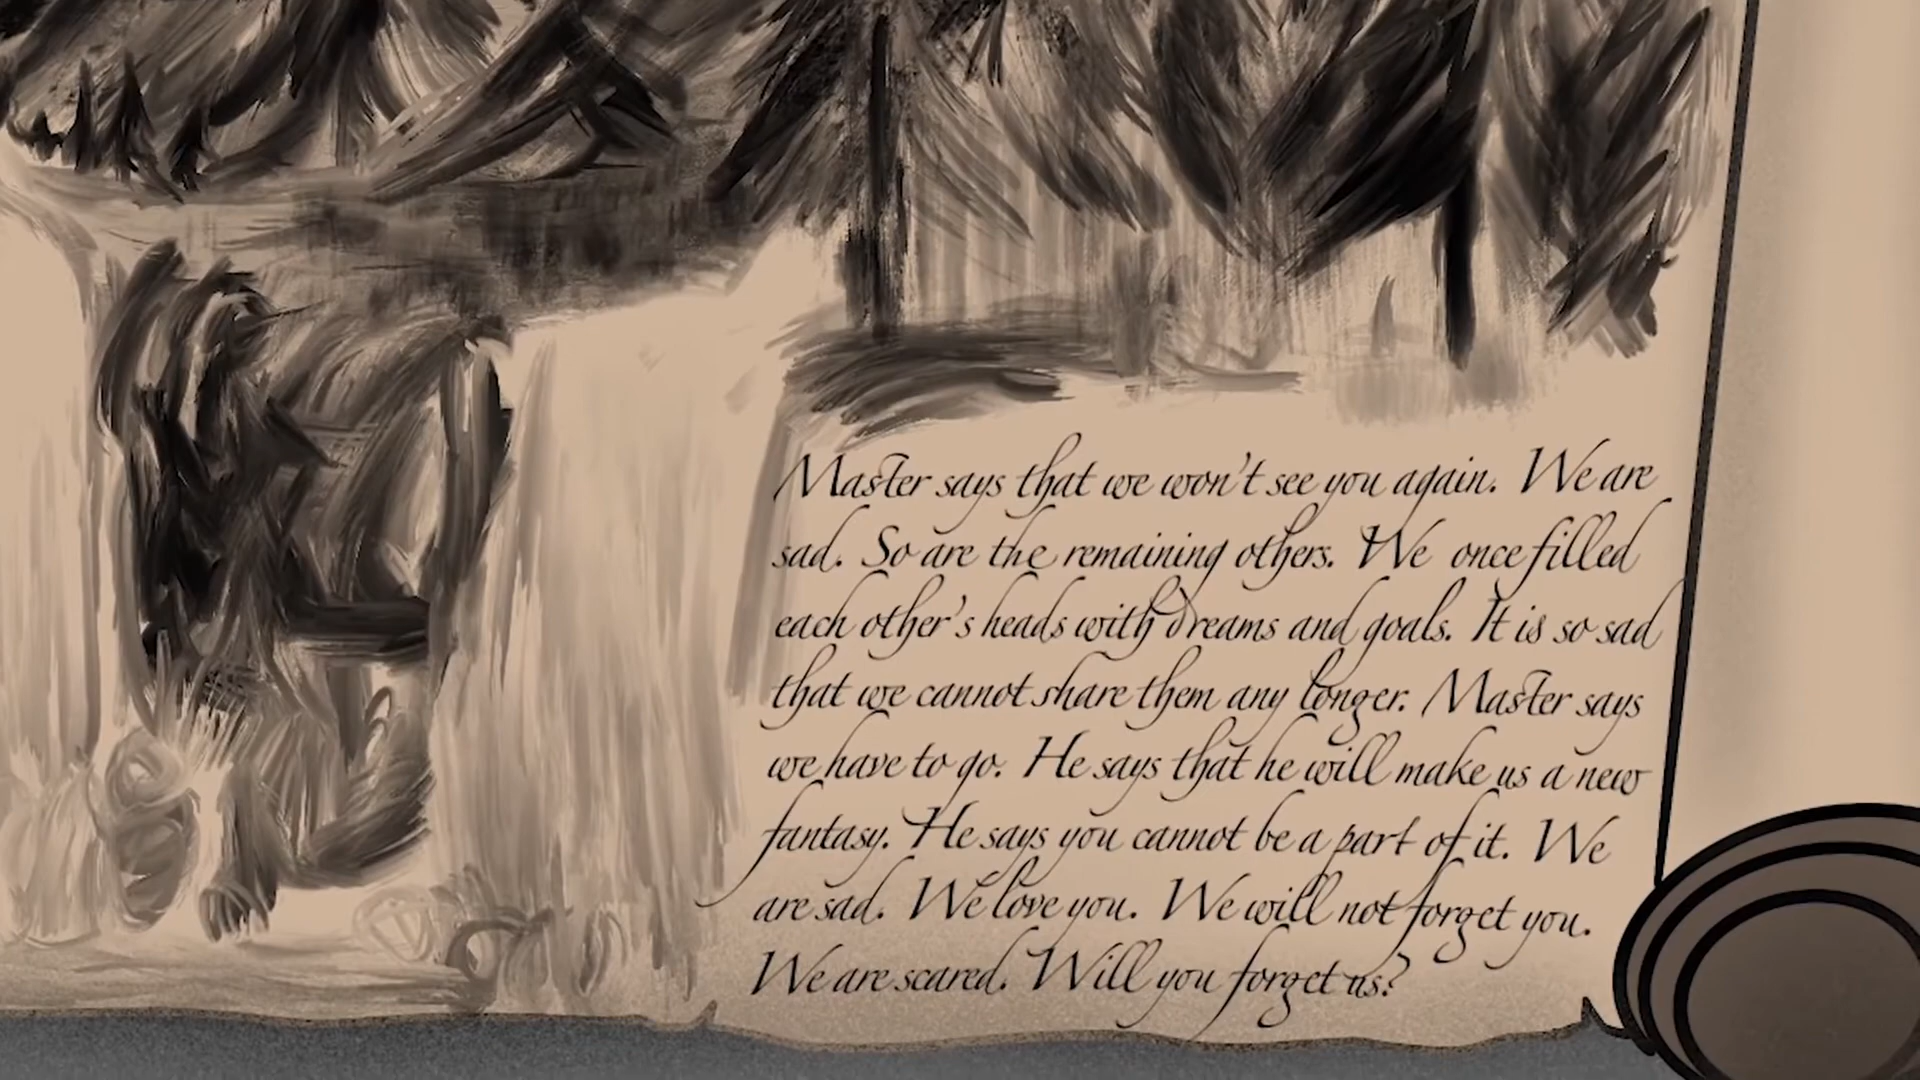 Master says that we won't see you again. We are
sad. So are the remaining others. We once filled
each other's heads with dreams and goals. It is so sad
that we cannot share them any longer. Master says
we have to go. He says that he will make us a new
fantasy. He says you cannot be a part of it. We
are sad. We love you. We will not forget you.
We are scared. Will you forget us?